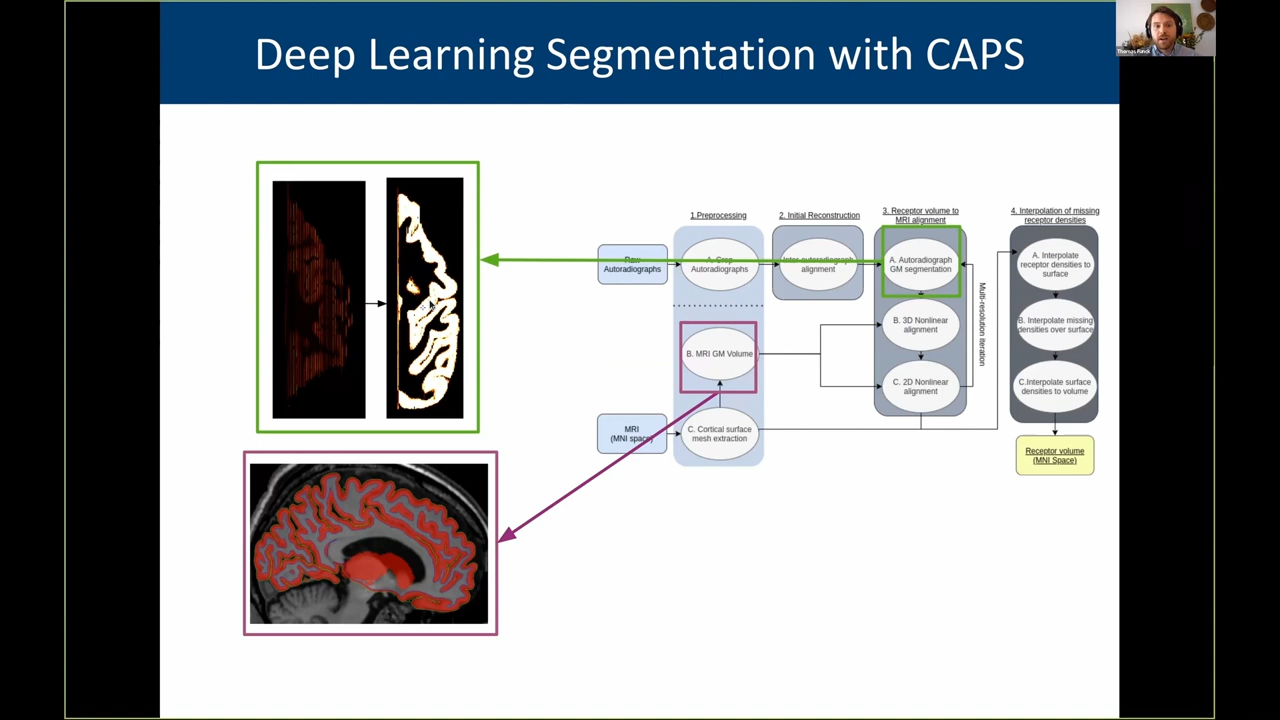 Deep Learning Segmentation with CAPS
Thomas Funck
1.Preprocessing
2. Initial Reconstruction
3. Receptor volume to
MRI alignment
4. Interpolation of missing
receptor densities
Raw
Autoradiographs
A. Crop
Autoradiographs
Inter-autoradiograph
alignment
A. Autoradiograph
GM segmentation
B. 3D Nonlinear
alignment
C. 2D Nonlinear
alignment
Multi-resolution iteration
A. Interpolate
receptor densities to
surface
B. Interpolate missing
densities over surface
C.Interpolate surface
densities to volume
B. MRI GM Volume
MRI
(MNI space)
C. Cortical surface
mesh extraction
Receptor volume
(MNI Space)